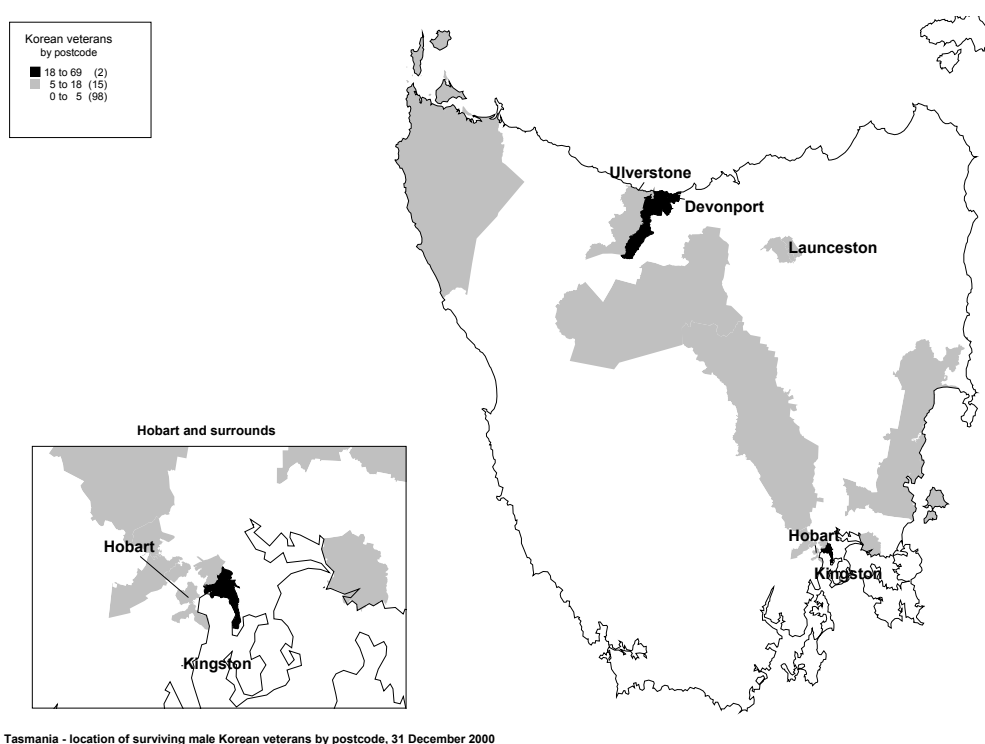 Korean veterans
by postcode
18 to 69 (2)
5 to 18 (15)
0 to 5 (98)
Ulverstone
Devonport
Launceston
Hobart
Kingston
Hobart and surrounds
Hobart
Kingston
Tasmania - location of surviving male Korean veterans by postcode, 31 December 2000